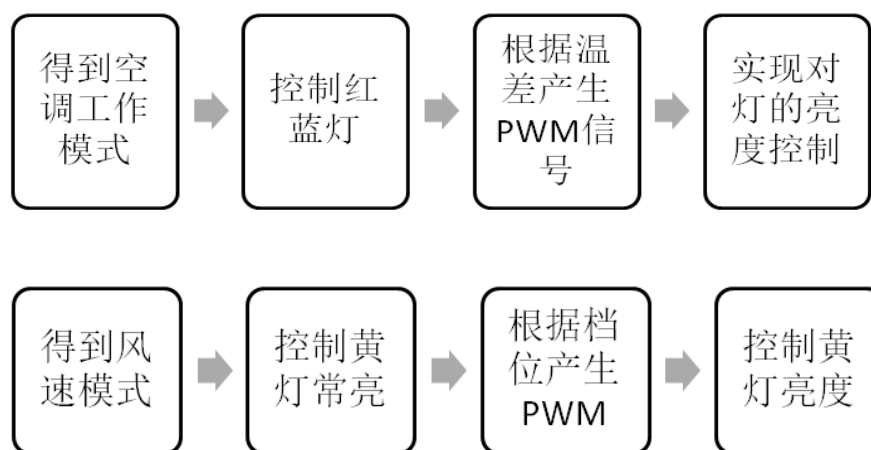 得到空
调工作
模式
控制红
蓝灯
根据温
差产生
PWM信
号
实现对
灯的亮
度控制
得到风
速模式
控制黄
灯常亮
根据档
位产生
PWM
控制黄
灯亮度